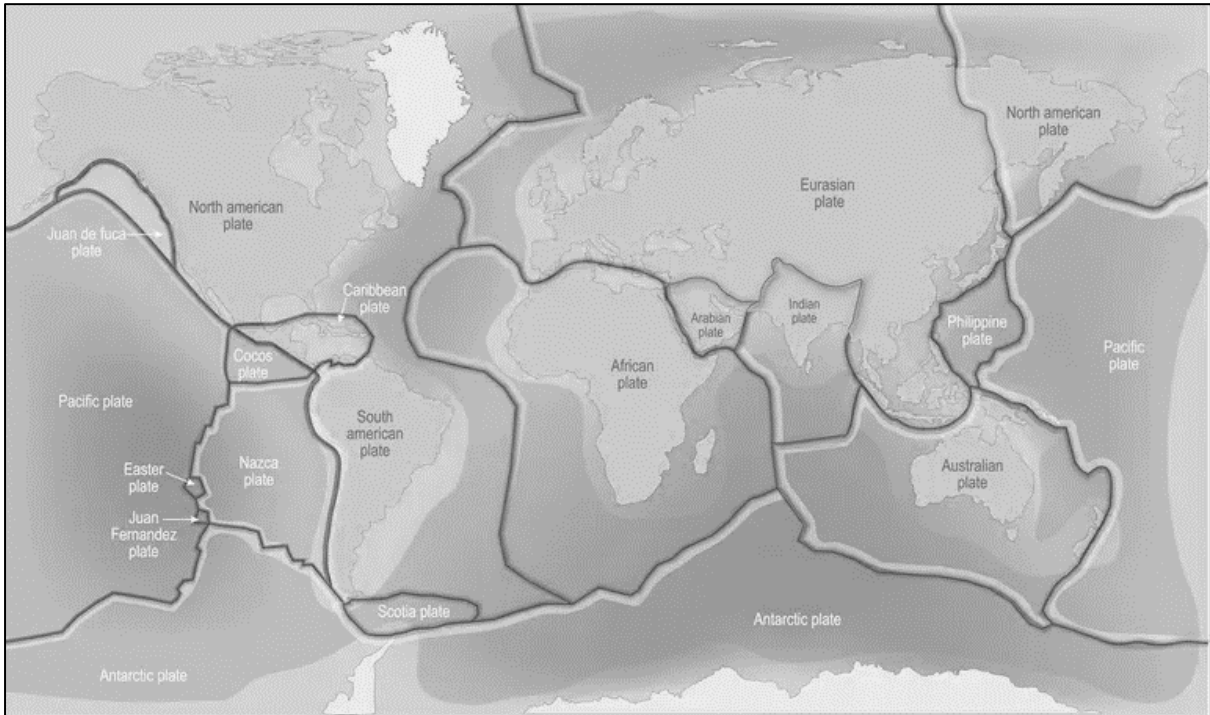 North american
plate
North american
plate
Eurasian
plate
Juan de fuca
plate
Caribbean
plate
Arabian
plate
Indian
plate
Philippine
plate
Cocos
plate
African
plate
Pacific
plate
Pacific plate
South
american
plate
Easter
plate
Nazca
plate
Australian
plate
Juan
Fernandez
plate
Scotia plate
Antarctic plate
Antarctic plate